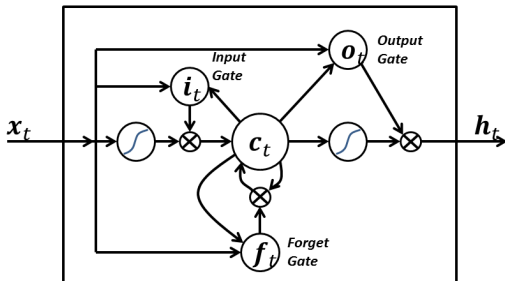 Input
Gate
i_t
o_t
Output
Gate
x_t
c_t
h_t
f_t
Forget
Gate